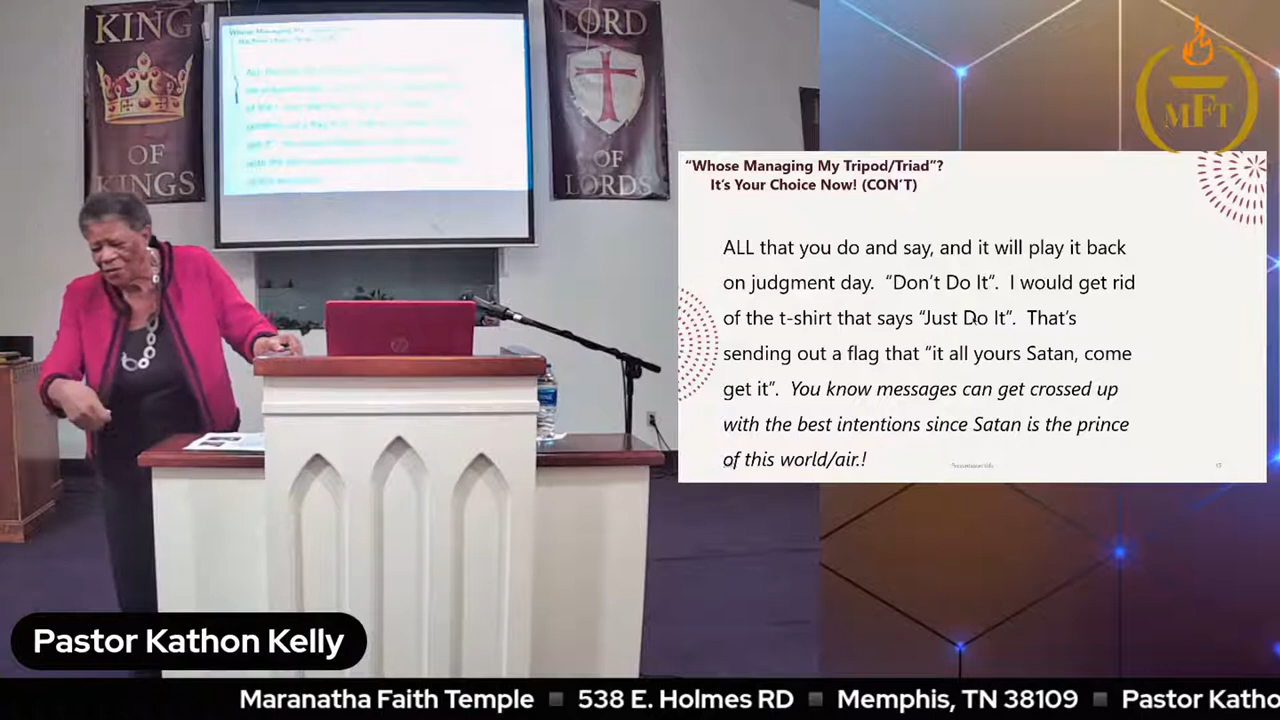 KING
OF
KINGS
LORD
OF
LORDS
MFT
“Whose Managing My Tripod/Triad”?
It’s Your Choice Now! (CON’T)
ALL that you do and say, and it will play it back
on judgment day.  “Don’t Do It”.  I would get rid
of the t-shirt that says “Just Do It”.  That’s
sending out a flag that “it all yours Satan, come
get it”.  You know messages can get crossed up
with the best intentions since Satan is the prince
of this world/air.!
Pastor Kathon Kelly
Maranatha Faith Temple ▪ 538 E. Holmes RD ▪ Memphis, TN 38109 ▪ Pastor Katho